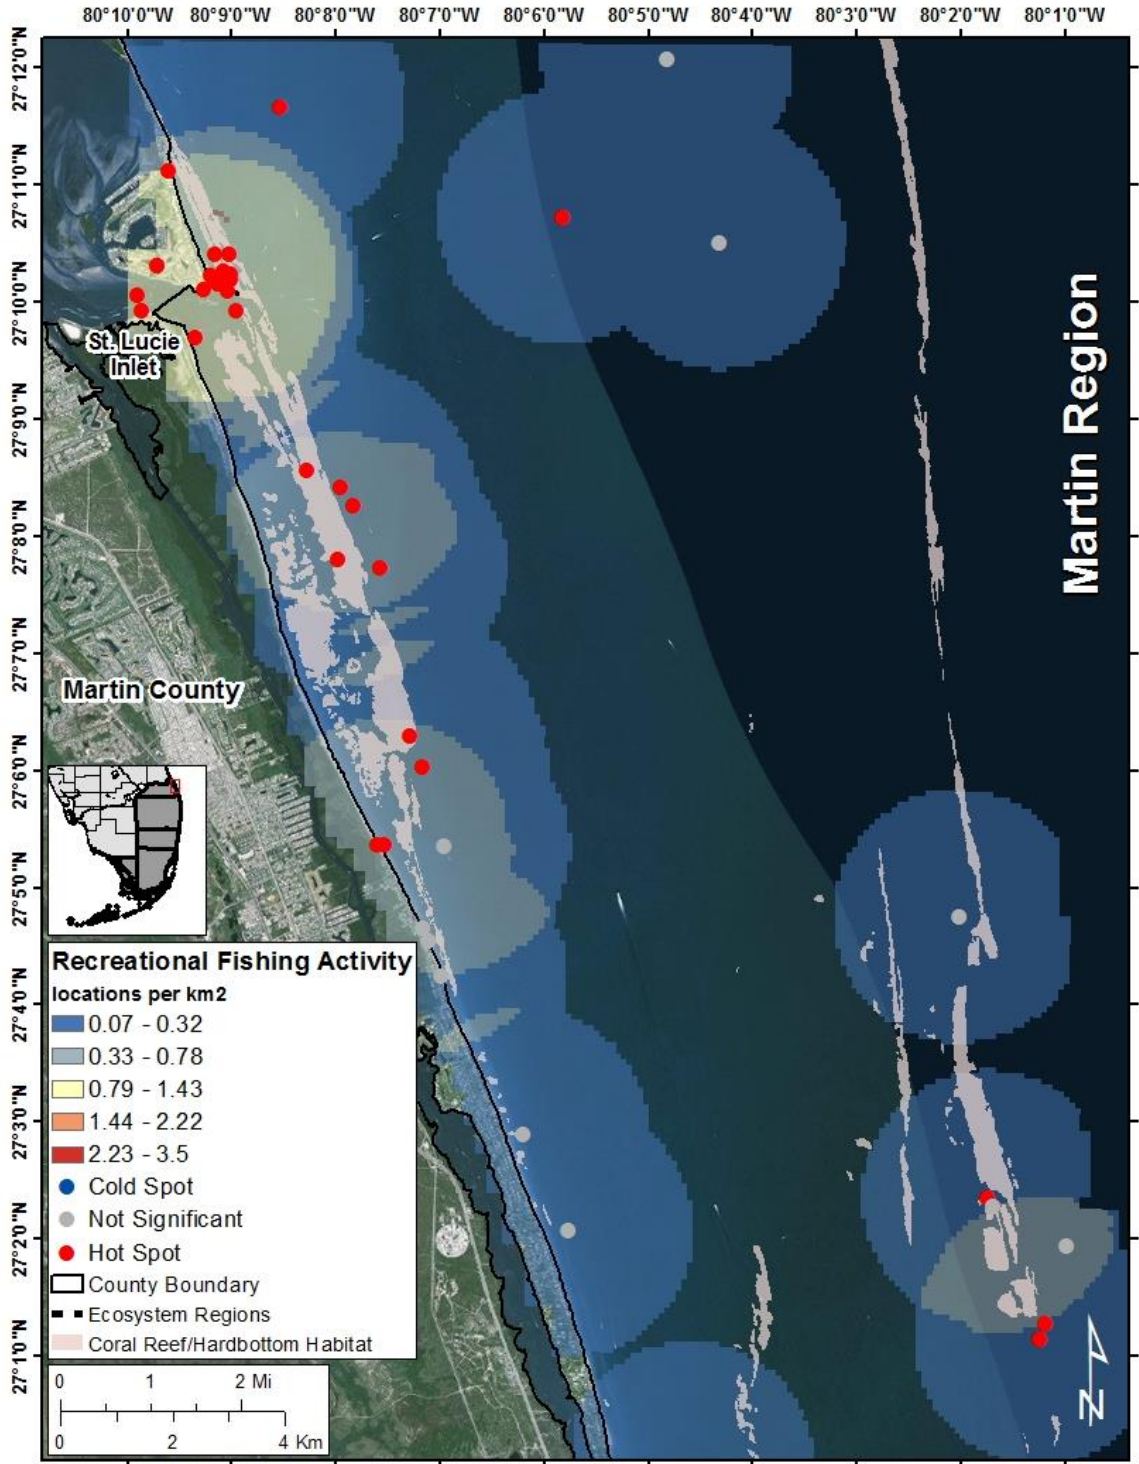 80°10'0"W 80°9'0"W 80°8'0"W 80°7'0"W 80°6'0"W 80°5'0"W 80°4'0"W 80°3'0"W 80°2'0"W 80°1'0"W
27°12'0"N
27°11'0"N
27°10'0"N
St. Lucie
Inlet
27°9'0"N
Martin Region
27°8'0"N
27°7'0"N
Martin County
27°6'0"N
27°5'0"N
27°4'0"N
27°3'0"N
27°2'0"N
27°1'0"N
Recreational Fishing Activity
locations per km2
0.07 - 0.32
0.33 - 0.78
0.79 - 1.43
1.44 - 2.22
2.23 - 3.5
Cold Spot
Not Significant
Hot Spot
County Boundary
Ecosystem Regions
Coral Reef/Hardbottom Habitat
0 1 2 Mi
0 2 4 Km
N